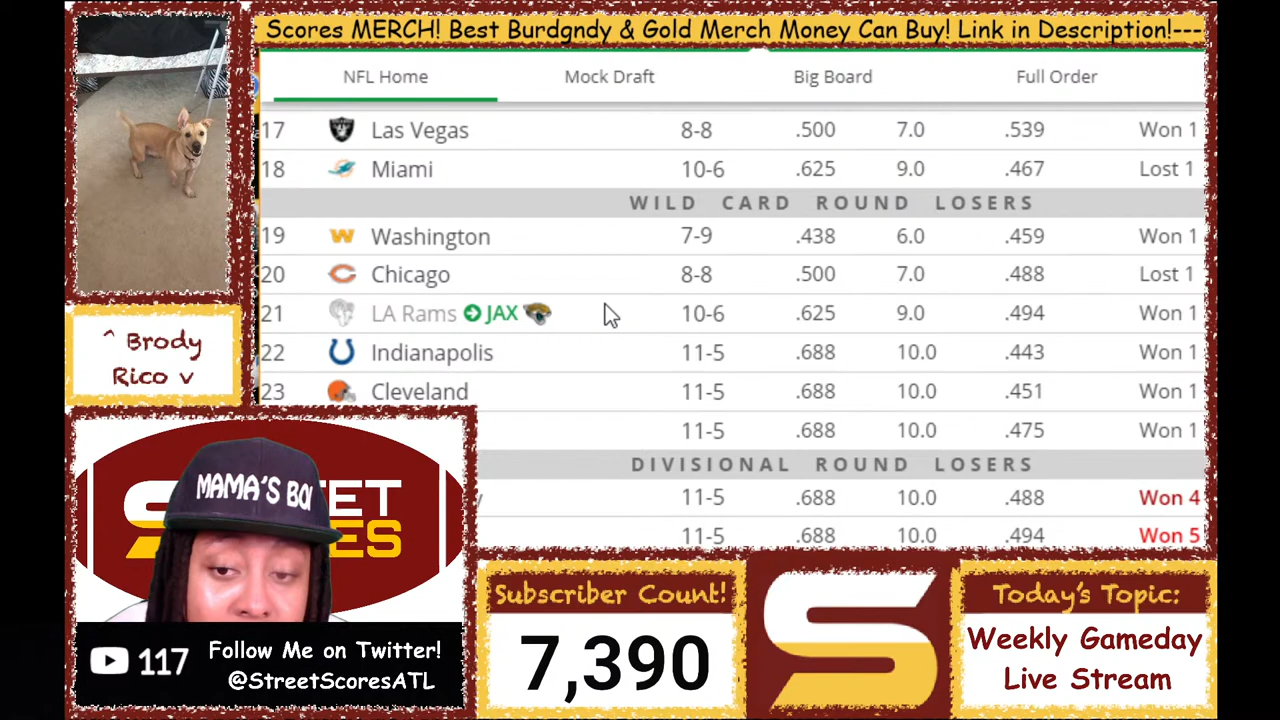 Scores MERCH! Best Burdgndy & Gold Merch Money Can Buy! Link in Description!----
NFL Home Mock Draft Big Board Full Order
17 Las Vegas 8-8 .500 7.0 .539 Won 1
18 Miami 10-6 .625 9.0 .467 Lost 1
WILD CARD ROUND LOSERS
19 Washington 7-9 .438 6.0 .459 Won 1
20 Chicago 8-8 .500 7.0 .488 Lost 1
21 LA Rams JAX 10-6 .625 9.0 .494 Won 1
22 Indianapolis 11-5 .688 10.0 .443 Won 1
23 Cleveland 11-5 .688 10.0 .451 Won 1
11-5 .688 10.0 .475 Won 1
DIVISIONAL ROUND LOSERS
11-5 .688 10.0 .488 Won 4
11-5 .688 10.0 .494 Won 5
^ Brody
Rico v
MAMA'S BOY
117
Follow Me on Twitter!
@StreetScoresATL
Subscriber Count!
7,390
S
Today's Topic:
Weekly Gameday
Live Stream